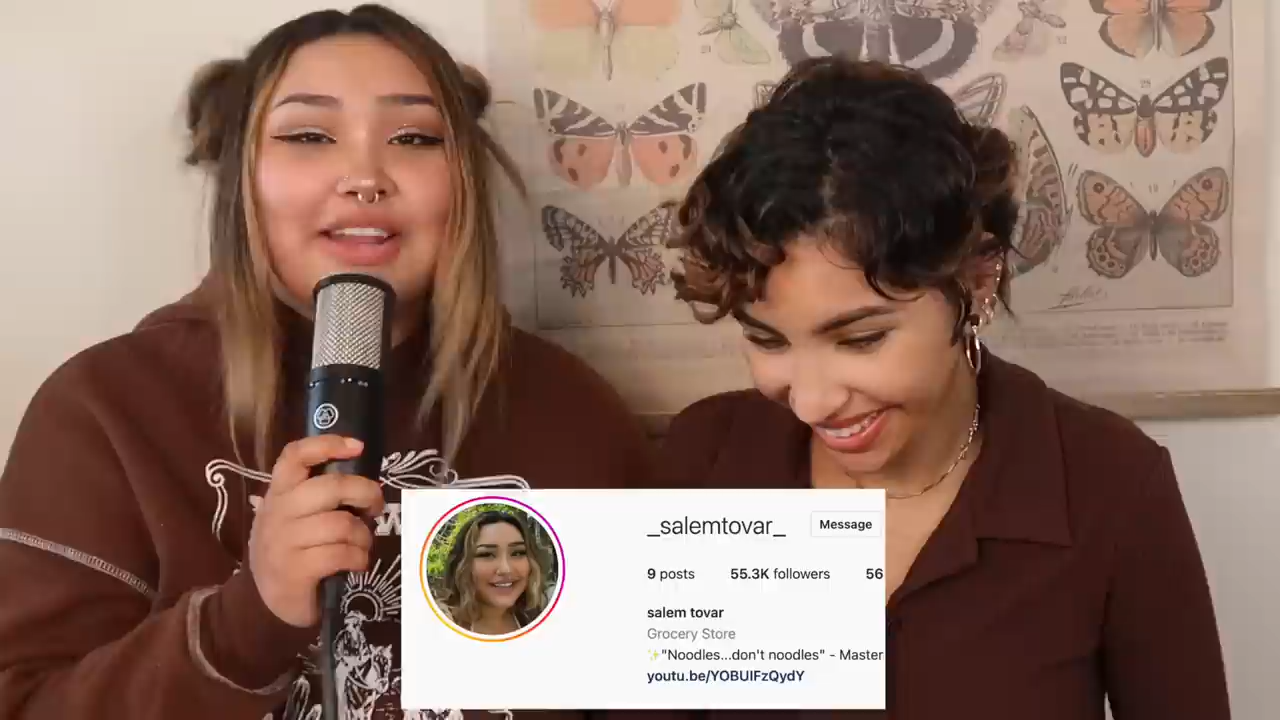 _salemtovar_
Message
9 posts 55.3K followers 56
salem tovar
Grocery Store
✨"Noodles...don't noodles" - Master
youtu.be/YOBUIFzQydY